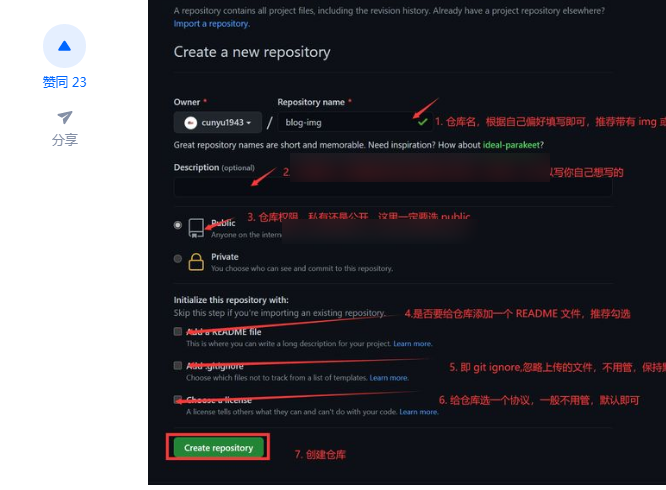 A repository contains all project files, including the revision history. Already have a project repository elsewhere?
Import a repository.
赞同 23
分享
Create a new repository
Owner *
Repository name *
cunyu1943
/
blog-img
1. 仓库名，根据自己偏好填写即可，推荐带有 img
Great repository names are short and memorable. Need inspiration? How about ideal-parakeet?
Description (optional)
2.
以写你自己想写的
3. 仓库权限，私有还是公开，这里一定要选 public
Public
Anyone on the
Private
You choose who can see and commit to this repository.
Initialize this repository with:
Skip this step if you're importing an existing repository.
4.是否要给仓库添加一个 README 文件，推荐勾选
Add a README file
This is where you can write a long description for your project. Learn more.
Add .gitignore
5. 即 git ignore,忽略上传的文件，不用管，保持
Choose which files not to track from a list of templates. Learn more.
Choose a license
6. 给仓库选一个协议，一般不用管，默认即可
A license tells others what they can and can't do with your code. Learn more.
Create repository
7. 创建仓库